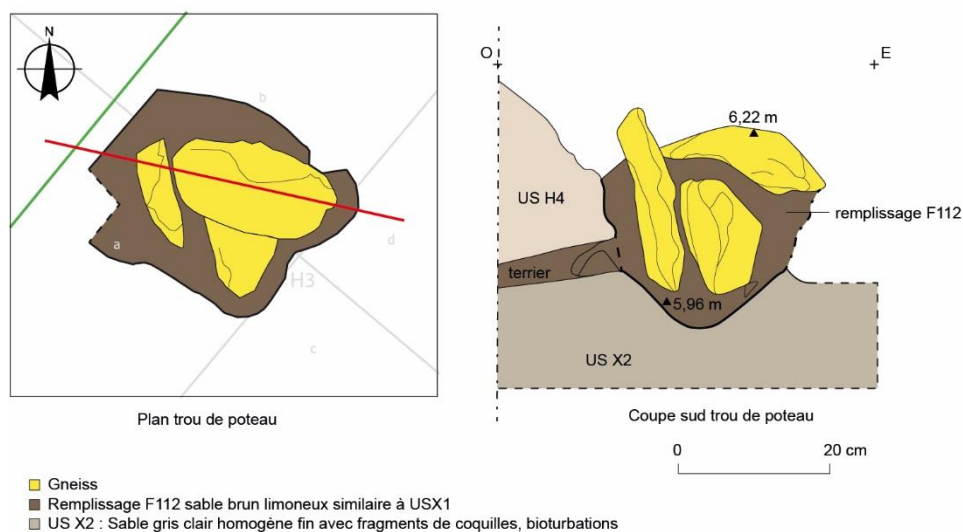 N
b
a
d
H3
c
Plan trou de poteau
O
E
6,22 m
US H4
remplissage F112
terrier
5,96 m
US X2
Coupe sud trou de poteau
0
20 cm
Gneiss
Remplissage F112 sable brun limoneux similaire à USX1
US X2 : Sable gris clair homogène fin avec fragments de coquilles, bioturbations